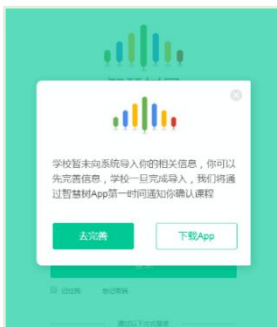 学校暂未向系统导入你的相关信息，你可以
先完善信息，学校一旦完成导入，我们将通
过智慧树App第一时间通知你确认课程
去完善
下载App